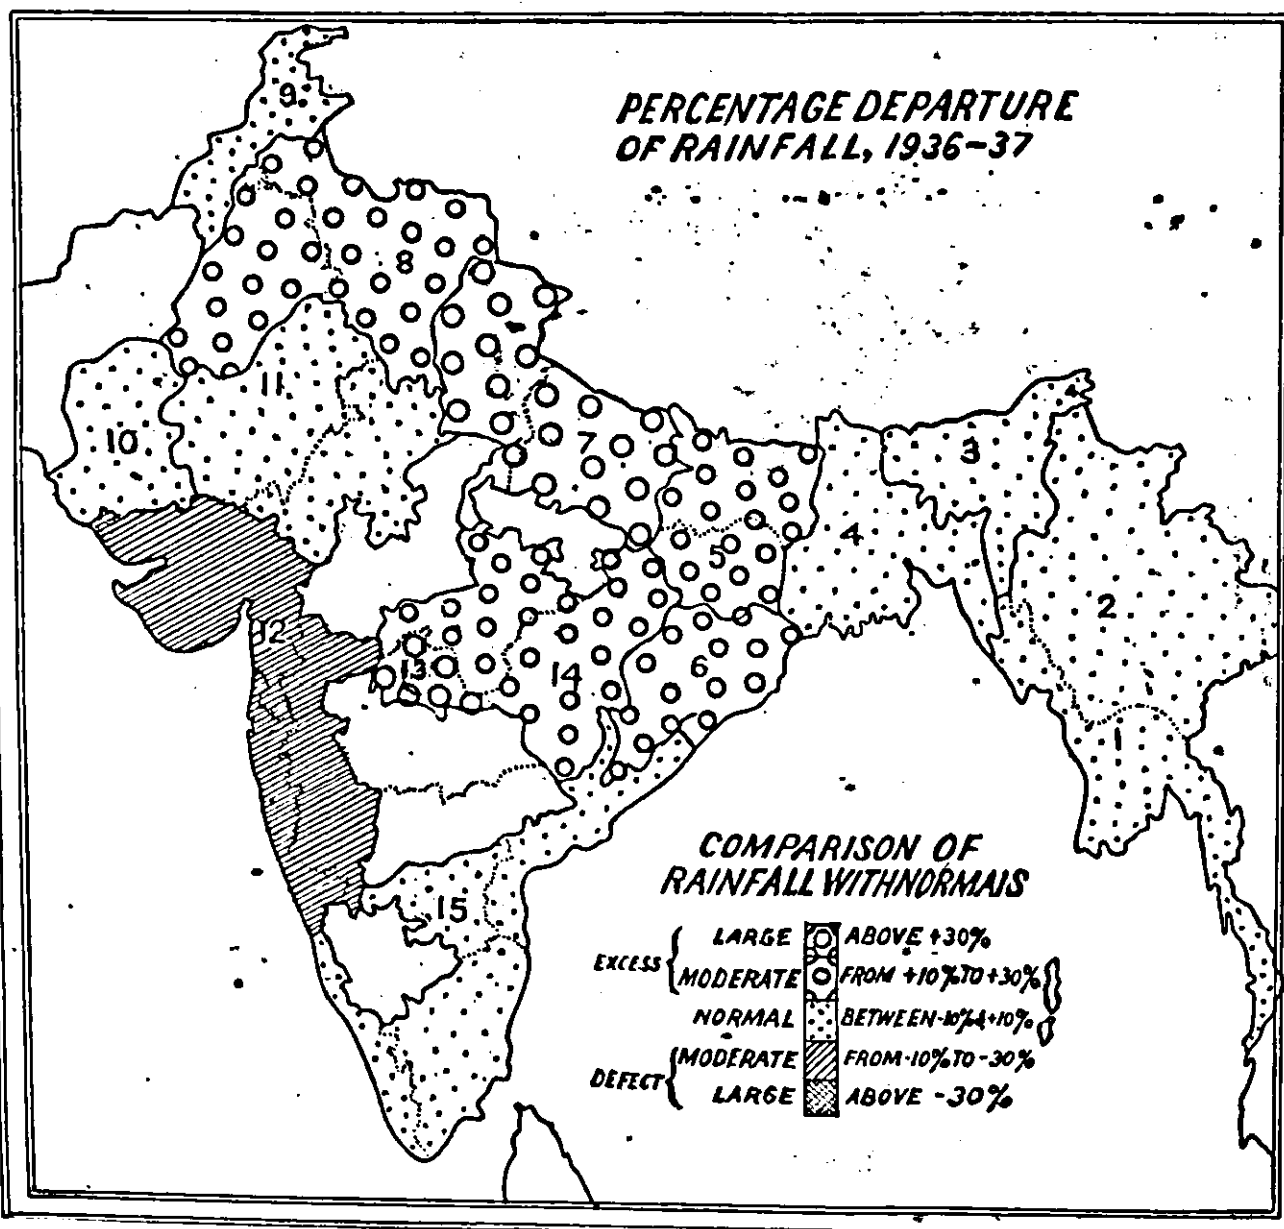 PERCENTAGE DEPARTURE
OF RAINFALL, 1936-37
9
8
11
10
7
3
4
5
2
12
13
14
6
1
15
COMPARISON OF
RAINFALL WITHNORMAIS
EXCESS { LARGE ABOVE +30%
MODERATE FROM +10% TO +30%
NORMAL BETWEEN -10% & +10%
DEFECT { MODERATE FROM -10% TO -30%
LARGE ABOVE -30%